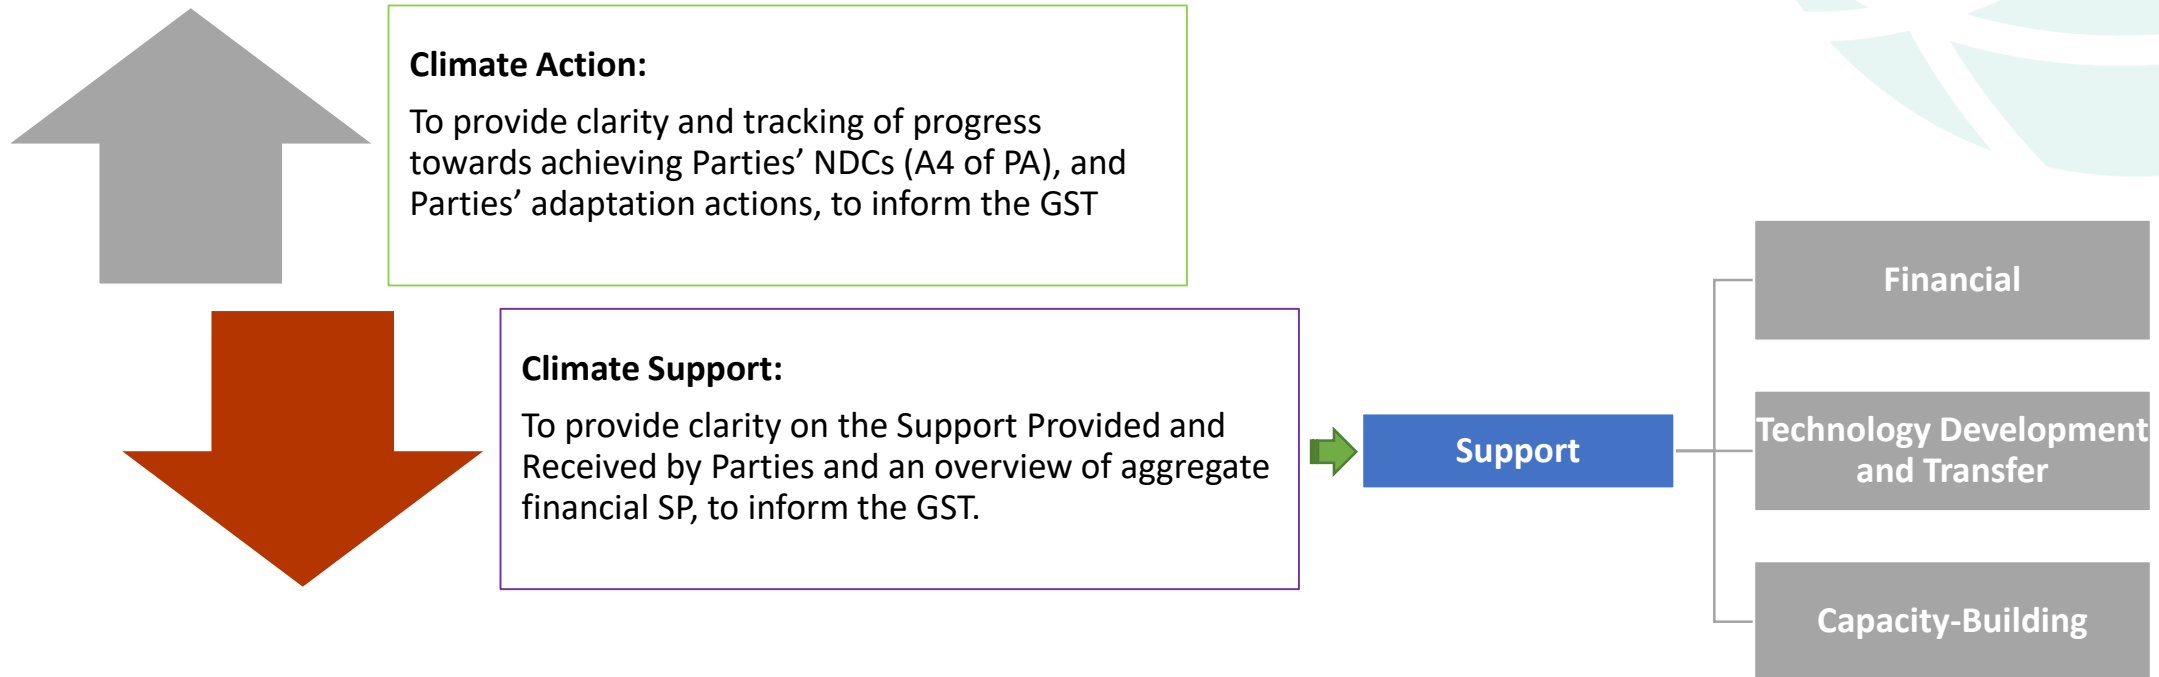 Climate Action:
To provide clarity and tracking of progress
towards achieving Parties’ NDCs (A4 of PA), and
Parties’ adaptation actions, to inform the GST
Climate Support:
To provide clarity on the Support Provided and
Received by Parties and an overview of aggregate
financial SP, to inform the GST.
Support
Financial
Technology Development
and Transfer
Capacity-Building